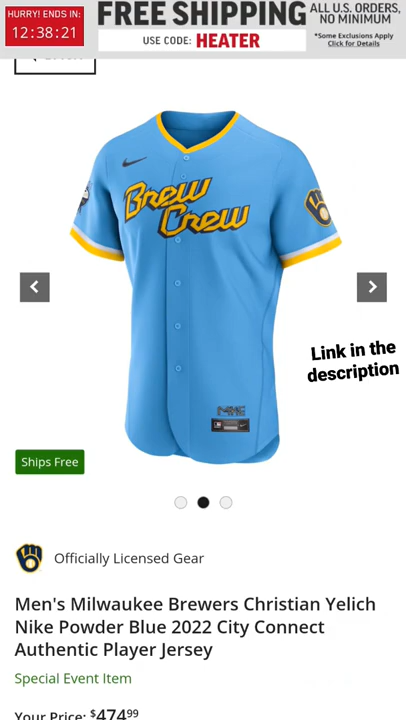 HURRY! ENDS IN:
12:38:21
FREE SHIPPING
USE CODE: HEATER
ALL U.S. ORDERS,
NO MINIMUM
*Some Exclusions Apply
Click for Details
Brew
Crew
Link in the
description
Ships Free
Officially Licensed Gear
Men's Milwaukee Brewers Christian Yelich
Nike Powder Blue 2022 City Connect
Authentic Player Jersey
Special Event Item
Your Price: $474.99